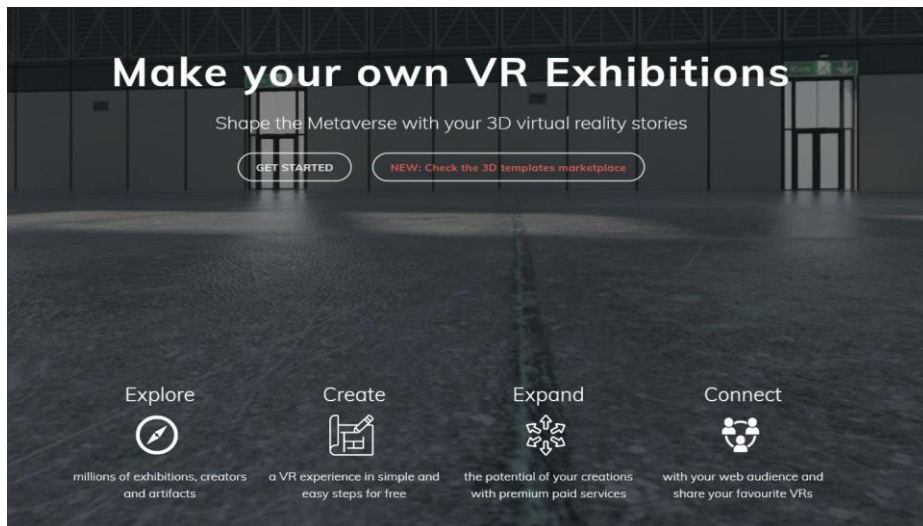 Make your own VR Exhibitions
Shape the Metaverse with your 3D virtual reality stories
GET STARTED
NEW: Check the 3D templates marketplace
Explore
millions of exhibitions, creators
and artifacts
Create
a VR experience in simple and
easy steps for free
Expand
the potential of your creations
with premium paid services
Connect
with your web audience and
share your favourite VRs